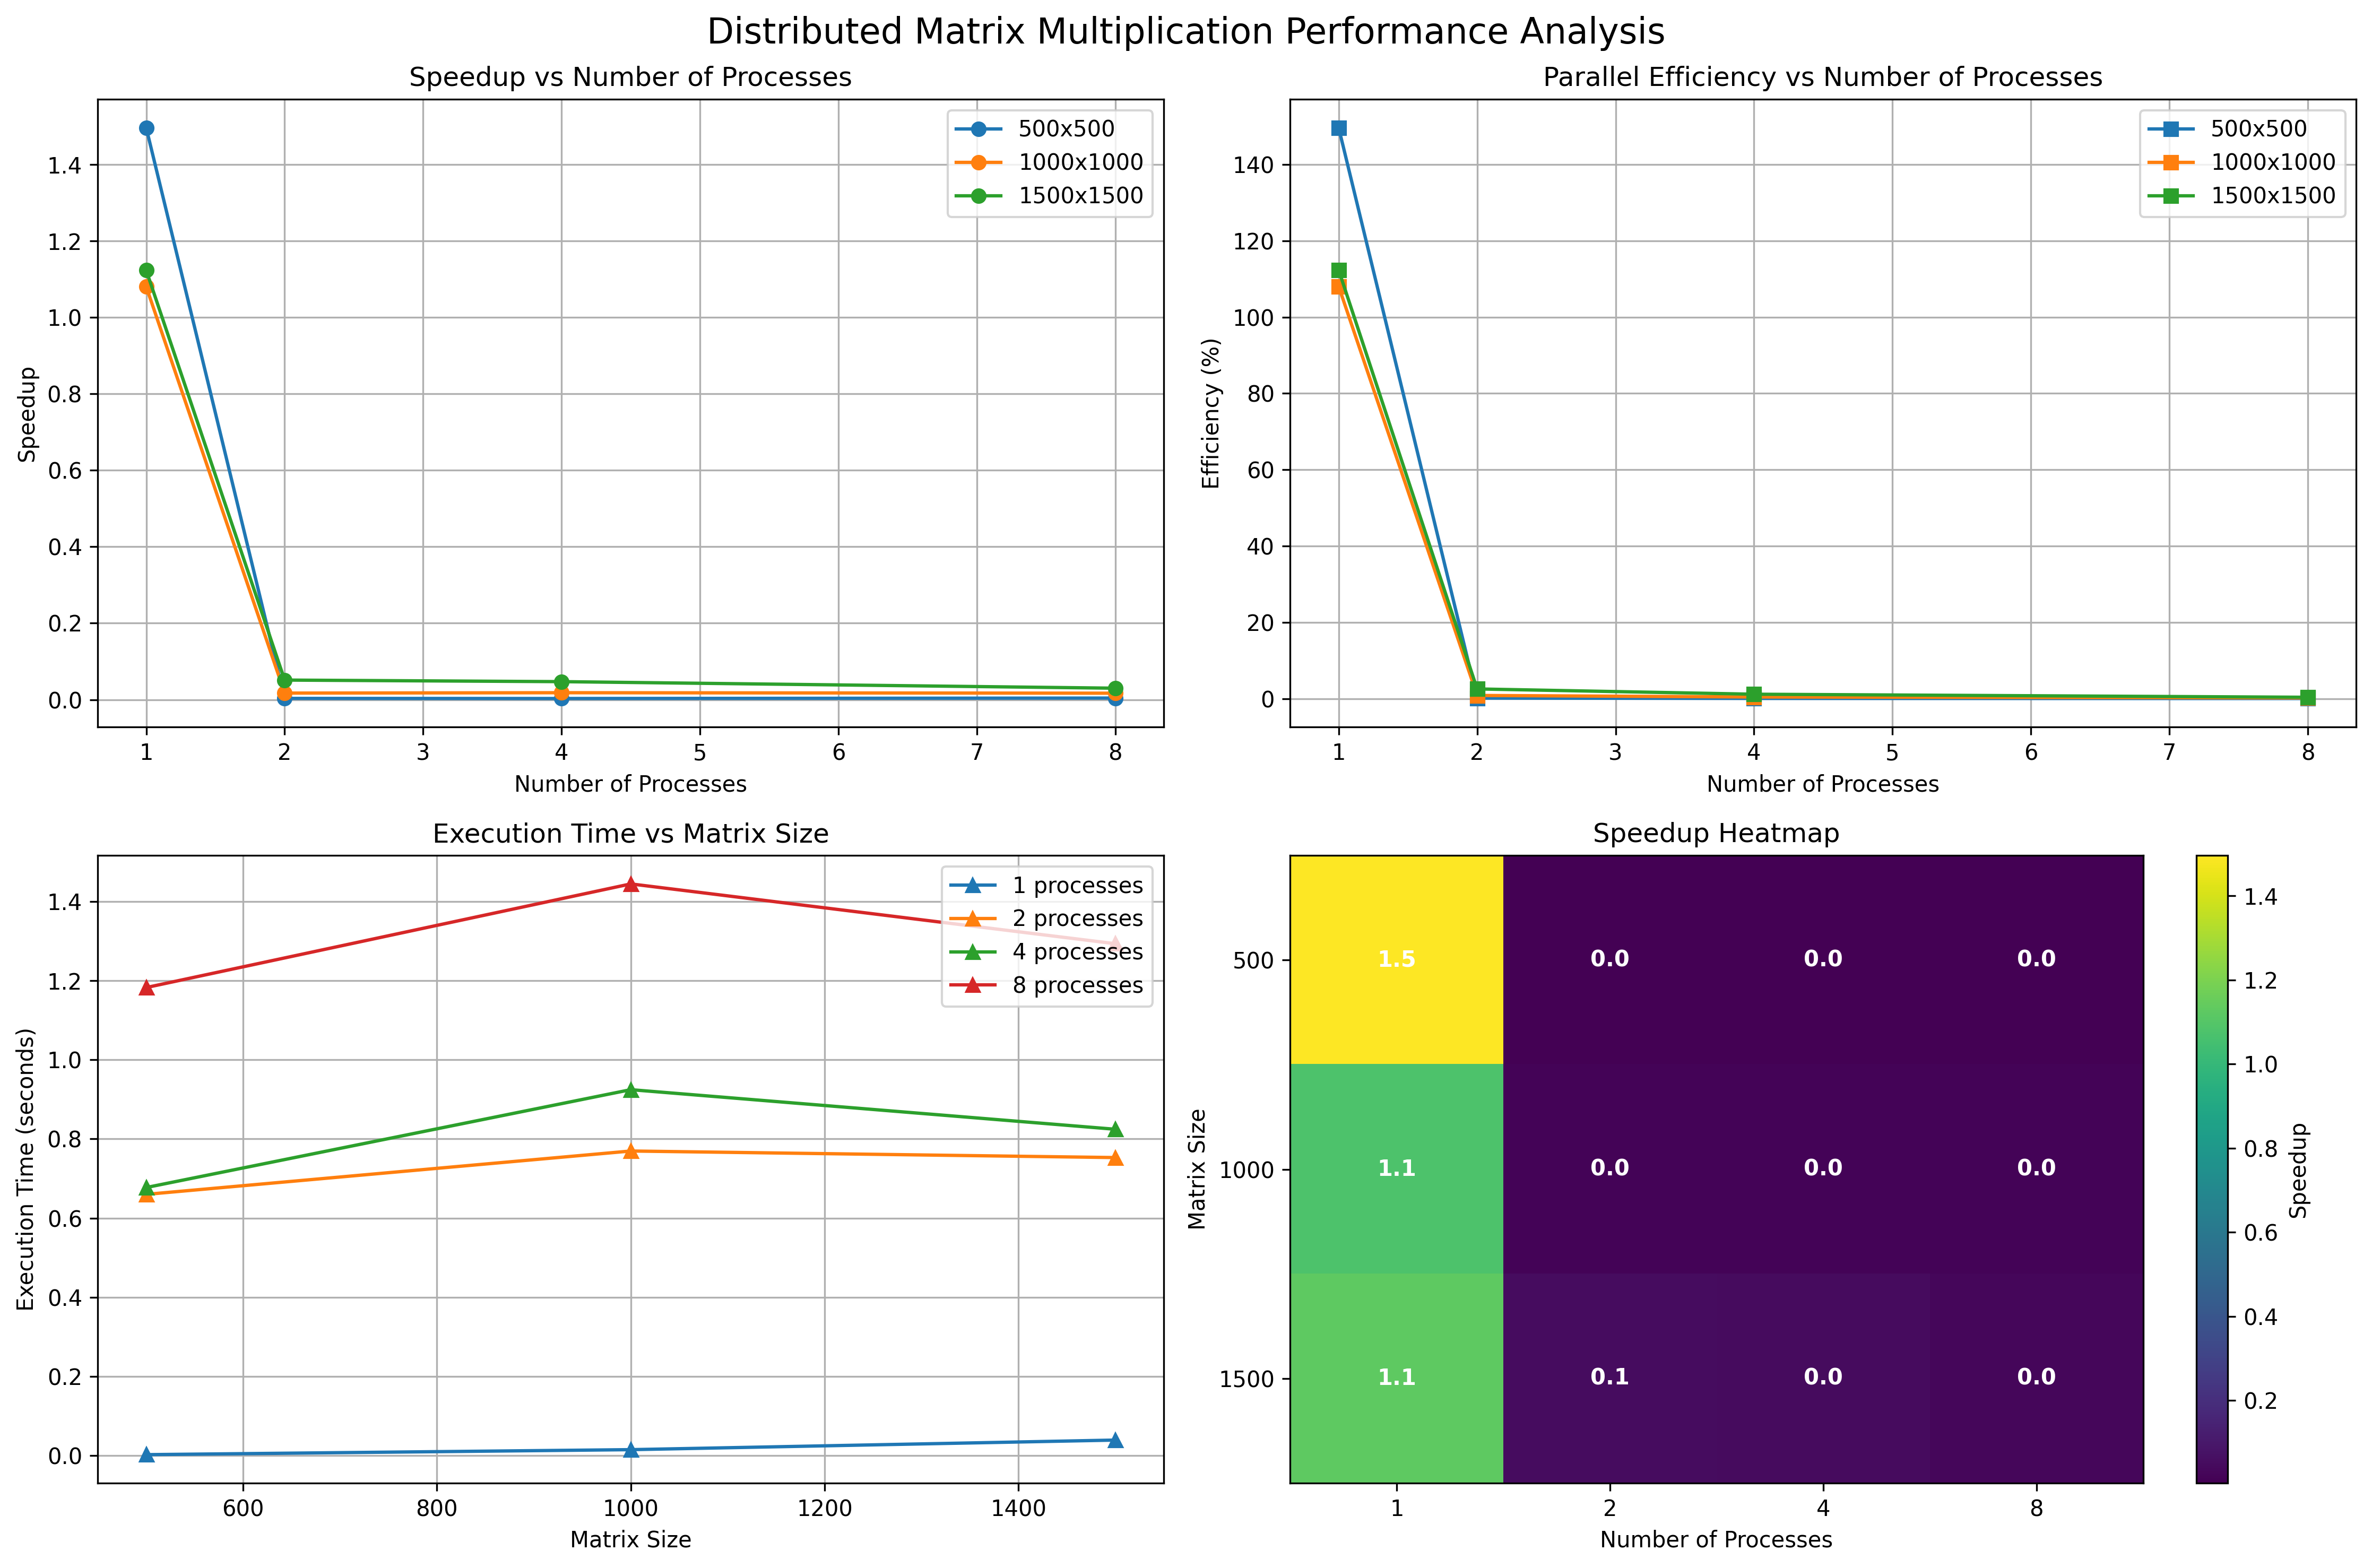 Distributed Matrix Multiplication Performance Analysis
Speedup vs Number of Processes
1.4
1.2
1.0
0.8
0.6
0.4
0.2
0.0
Speedup
1 2 3 4 5 6 7 8
Number of Processes
500x500
1000x1000
1500x1500
Parallel Efficiency vs Number of Processes
140
120
100
80
60
40
20
0
Efficiency (%)
1 2 3 4 5 6 7 8
Number of Processes
500x500
1000x1000
1500x1500
Execution Time vs Matrix Size
1.4
1.2
1.0
0.8
0.6
0.4
0.2
0.0
Execution Time (seconds)
600 800 1000 1200 1400
Matrix Size
1 processes
2 processes
4 processes
8 processes
Speedup Heatmap
Matrix Size
500 1.5 0.0 0.0 0.0
1000 1.1 0.0 0.0 0.0
1500 1.1 0.1 0.0 0.0
1 2 4 8
Number of Processes
1.4
1.2
1.0
0.8
0.6
0.4
0.2
Speedup